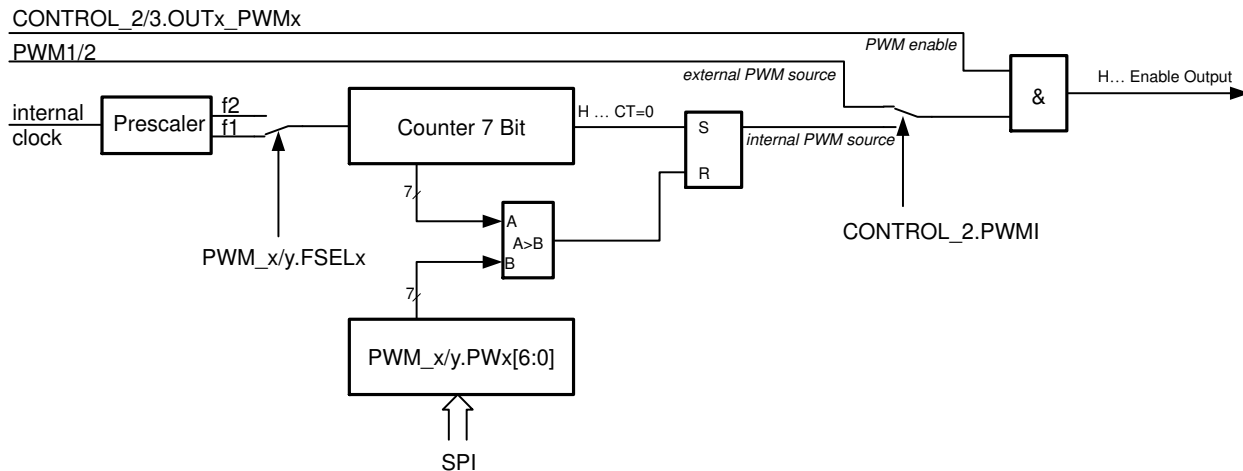 CONTROL_2/3.OUTx_PWMx
PWM enable
PWM1/2
external PWM source
H... Enable Output
&
internal
clock
Prescaler
f2
f1
Counter 7 Bit
H ... CT=0
S
R
internal PWM source
7
A
A>B
B
CONTROL_2.PWMI
PWM_x/y.FSELx
7
PWM_x/y.PWx[6:0]
SPI